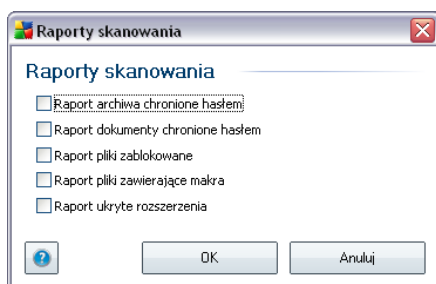 Raporty skanowania
Raporty skanowania
Raport archiwa chronione hasłem
Raport dokumenty chronione hasłem
Raport pliki zablokowane
Raport pliki zawierające makra
Raport ukryte rozszerzenia
?
OK
Anuluj